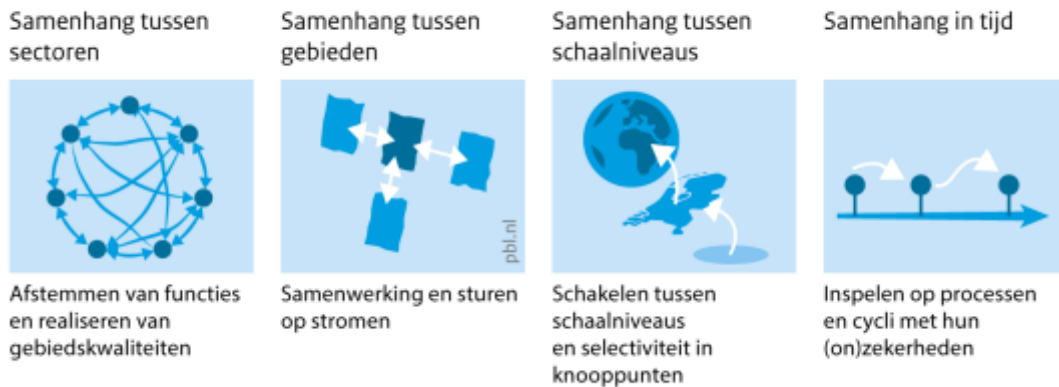 Samenhang tussen
sectoren
Afstemmen van functies
en realiseren van
gebiedskwaliteiten
Samenhang tussen
gebieden
pbl.nl
Samenwerking en sturen
op stromen
Samenhang tussen
schaalniveaus
Schakelen tussen
schaalniveaus
en selectiviteit in
knooppunten
Samenhang in tijd
Inspelen op processen
en cycli met hun
(on)zekerheden